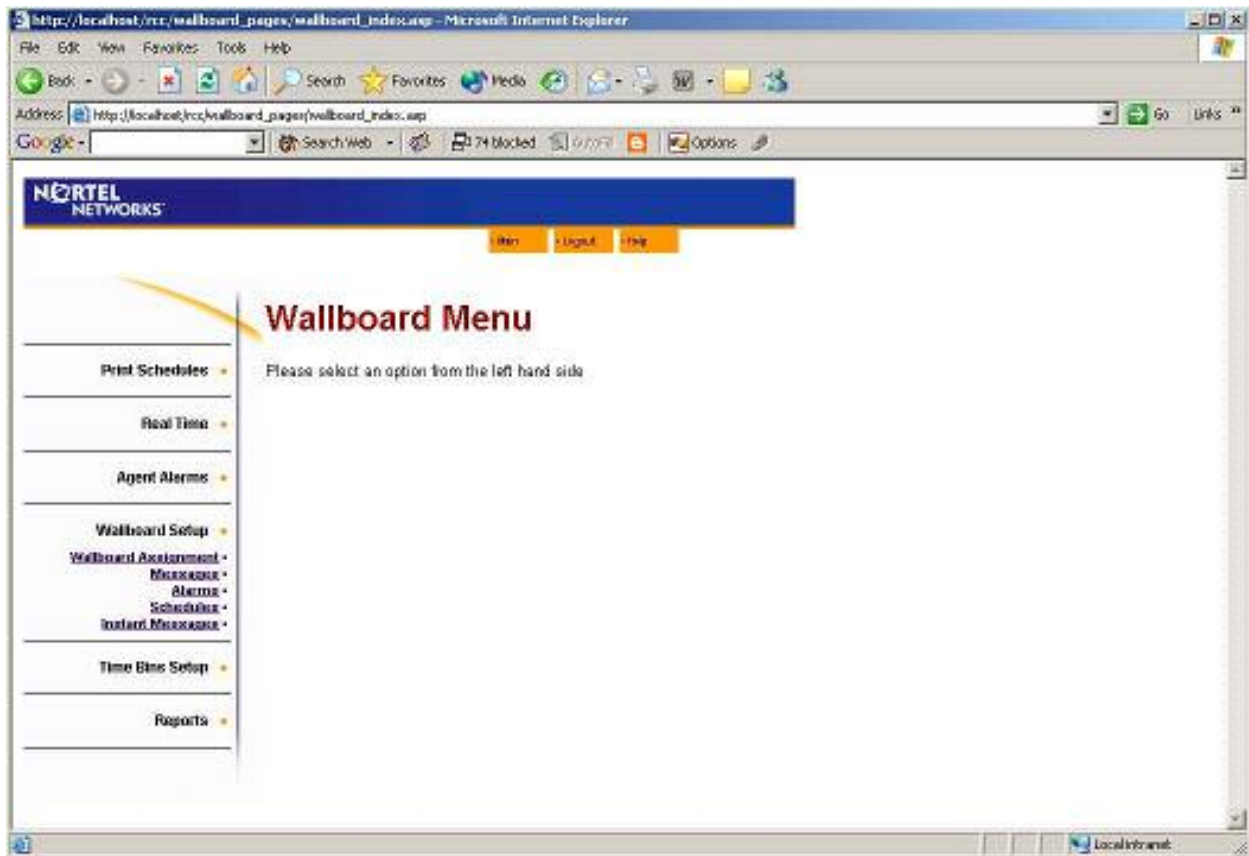 http://localhost/rcc/wallboard_pages/wallboard_index.asp - Microsoft Internet Explorer
File Edit View Favorites Tools Help
Back Search Favorites Media
Address http://localhost/rcc/wallboard_pages/wallboard_index.asp Go Links »
Google Search Web 74 blocked AutoFill Options
NORTEL
NETWORKS
Main Logout Help
Wallboard Menu
Please select an option from the left hand side
Print Schedules
Real Time
Agent Alarms
Wallboard Setup
Wallboard Assignment
Messages
Alarms
Schedules
Instant Messages
Time Bins Setup
Reports
Local intranet